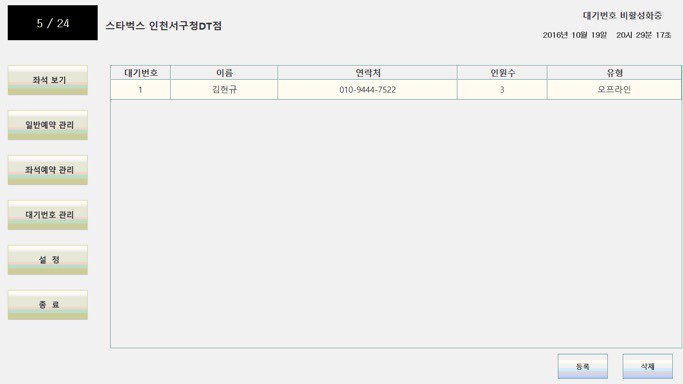 5 / 24
스타벅스 인천서구청DT점
대기번호 비활성화중
2016년 10월 19일 20시 29분 17초
좌석 보기
일반예약 관리
좌석예약 관리
대기번호 관리
설 정
종 료
대기번호 이름 연락처 인원수 유형
1 김헌규 010-9444-7522 3 오프라인
등록 삭제